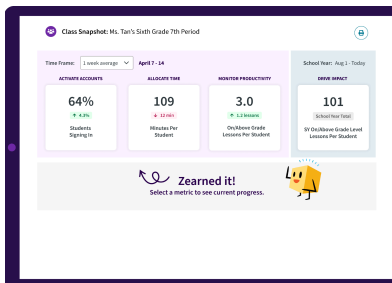 Class Snapshot: Ms. Tan's Sixth Grade 7th Period
Time Frame: 1 week average April 7 - 14
School Year: Aug 1 - Today
ACTIVATE ACCOUNTS
64%
↑ 4.3%
Students
Signing In
ALLOCATE TIME
109
↓ 12 min
Minutes Per
Student
MONITOR PRODUCTIVITY
3.0
↑ 1.2 lessons
On/Above Grade
Lessons Per Student
DRIVE IMPACT
101
School Year Total
SY On/Above Grade Level
Lessons Per Student
Zearned it!
Select a metric to see current progress.